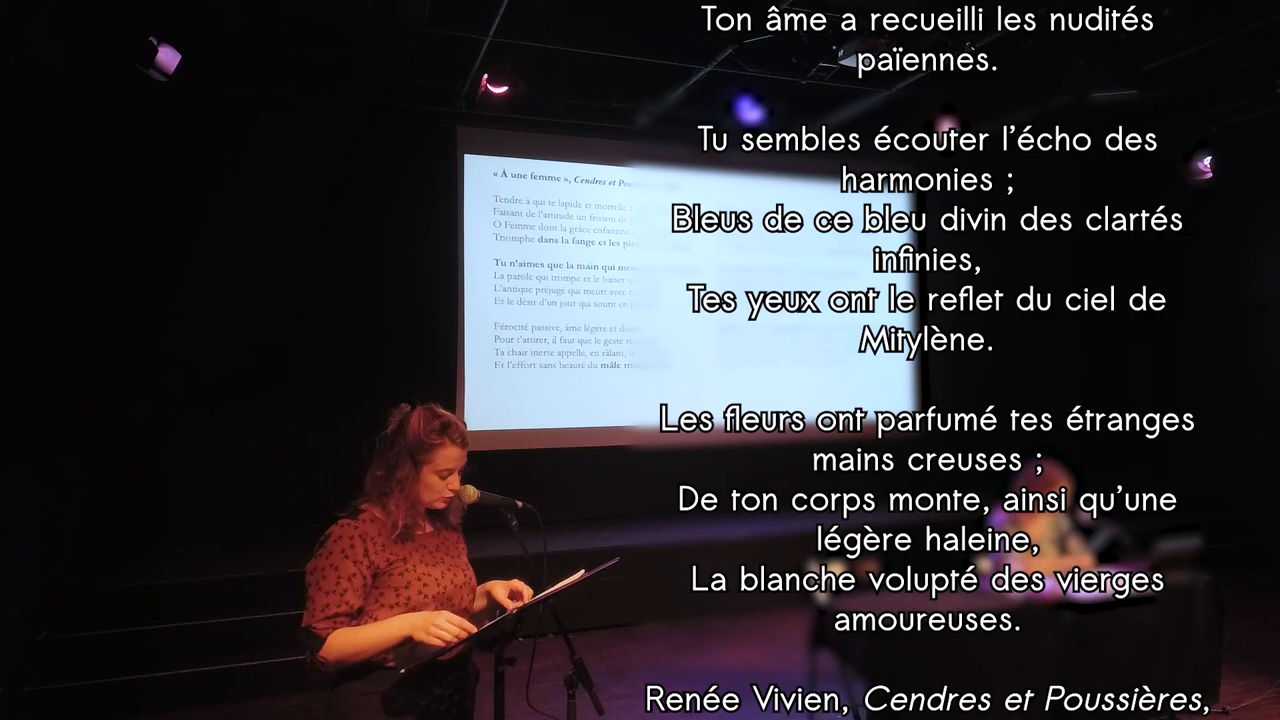 Ton âme a recueilli les nudités
païennes.
Tu sembles écouter l’écho des
harmonies ;
Bleus de ce bleu divin des clartés
infinies,
Tes yeux ont le reflet du ciel de
Mitylène.
Les fleurs ont parfumé tes étranges
mains creuses ;
De ton corps monte, ainsi qu’une
légère haleine,
La blanche volupté des vierges
amoureuses.
Renée Vivien, Cendres et Poussières,
« À une femme », Cendres et
Tendre à qui te lapide et mortelle
Faisant de l’attitude un frisson de
O Femme dont la grâce enfantine
Triomphe dans la fange et les
Tu n’aimes que la main qui
La parole qui trompe et le baiser
L’antique préjugé qui meurt avec
Et le désir d’un jour qui sourit en
Férocité passive, âme légère et
Pour t’attirer, il faut que le geste
Ta chair inerte appelle, en râlant,
Et l’effort sans beauté du mâle